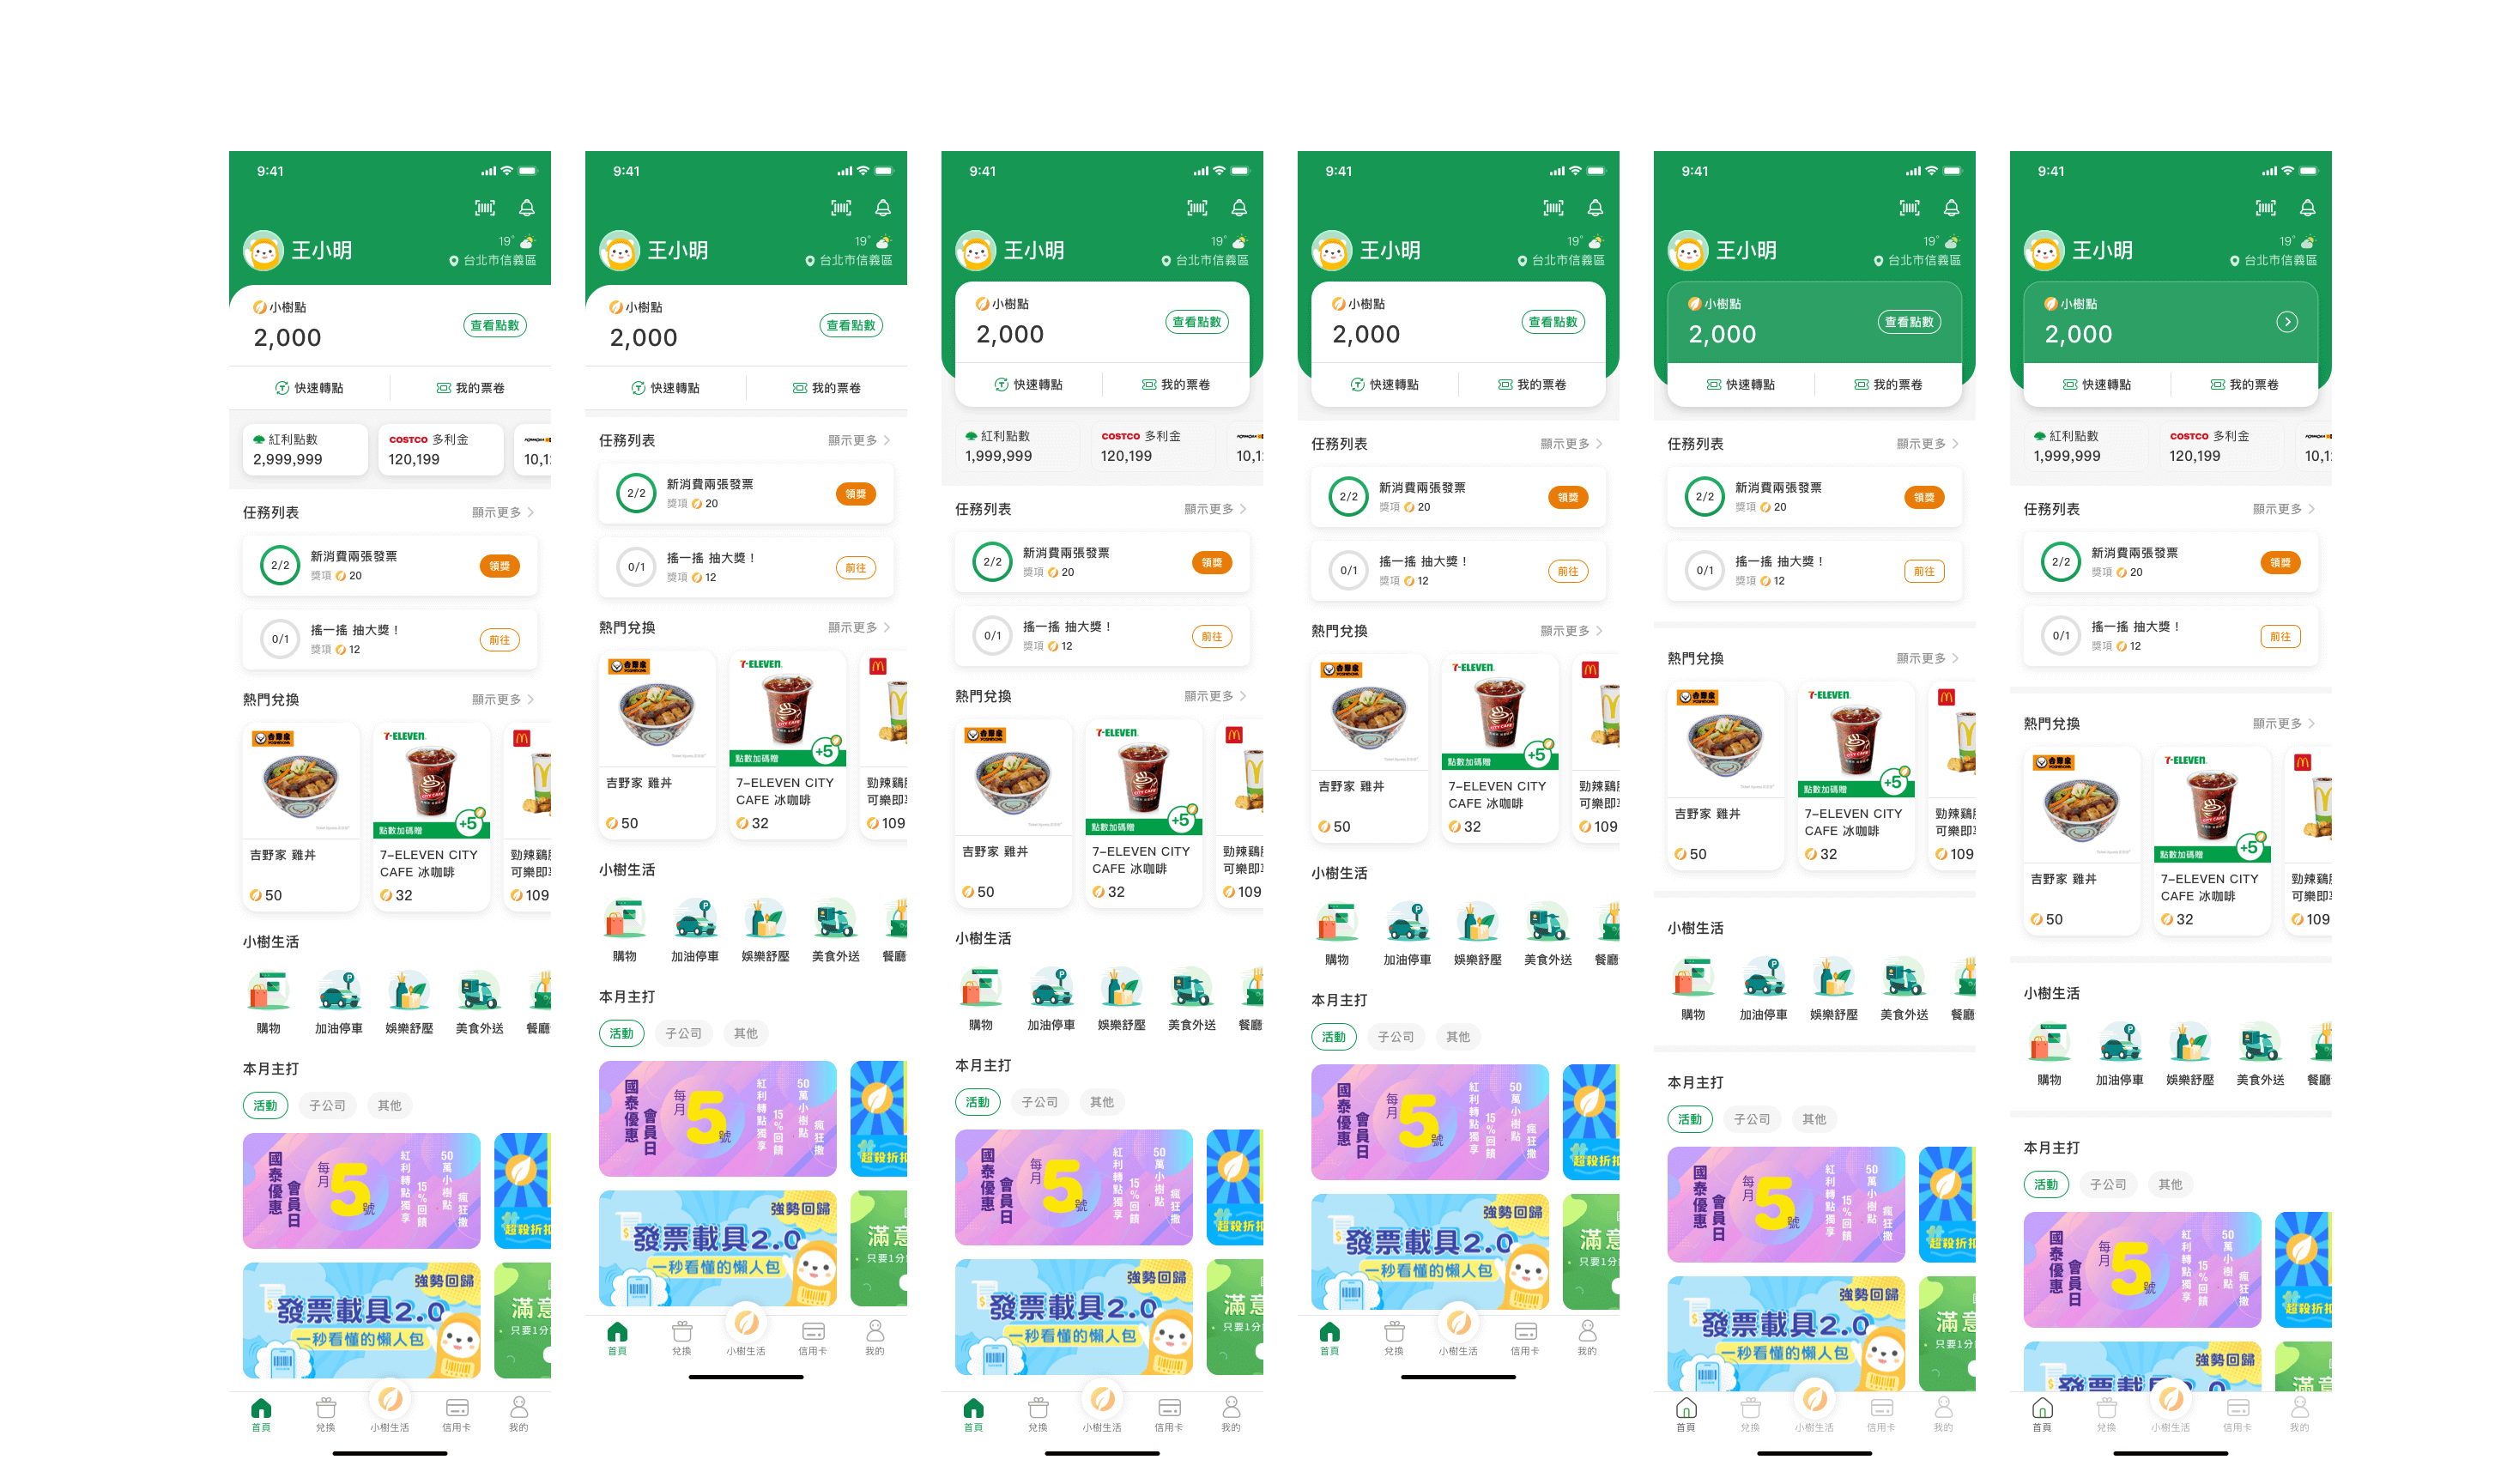 9:41
王小明
19°
台北市信義區
小樹點
2,000
查看點數
快速轉點
我的票卷
紅利點數
2,999,999
COSTCO 多利金
120,199
任務列表
顯示更多
2/2
新消費兩張發票
獎項 20
領獎
0/1
搖一搖 抽大獎！
獎項 12
前往
熱門兌換
顯示更多
吉野家
吉野家 雞丼
50
7-ELEVEN
點數加碼贈
+5
7-ELEVEN CITY
CAFE 冰咖啡
32
109
小樹生活
購物
加油停車
娛樂舒壓
美食外送
餐廳
本月主打
活動
子公司
其他
國泰優惠
會員日
每月
5
號
紅利轉點獨享
15%回饋
50萬小樹點
瘋狂撒
超殺折扣
強勢回歸
發票載具2.0
一秒看懂的懶人包
滿意
只要1分
首頁
兌換
小樹生活
信用卡
我的
9:41
王小明
19°
台北市信義區
小樹點
2,000
查看點數
快速轉點
我的票卷
任務列表
顯示更多
2/2
新消費兩張發票
獎項 20
領獎
0/1
搖一搖 抽大獎！
獎項 12
前往
熱門兌換
顯示更多
吉野家
吉野家 雞丼
50
7-ELEVEN
點數加碼贈
+5
7-ELEVEN CITY
CAFE 冰咖啡
32
可樂即
109
小樹生活
購物
加油停車
娛樂舒壓
美食外送
餐廳
本月主打
活動
子公司
其他
國泰優惠
會員日
每月
5
號
紅利轉點獨享
15%回饋
50萬小樹點
瘋狂撒
超殺折扣
強勢回歸
發票載具2.0
一秒看懂的懶人包
滿意
只要1分
首頁
兌換
小樹生活
信用卡
我的
9:41
王小明
19°
台北市信義區
小樹點
2,000
查看點數
快速轉點
我的票卷
紅利點數
1,999,999
COSTCO 多利金
120,199
任務列表
顯示更多
2/2
新消費兩張發票
獎項 20
領獎
0/1
搖一搖 抽大獎！
獎項 12
前往
熱門兌換
顯示更多
吉野家
吉野家 雞丼
50
7-ELEVEN
點數加碼贈
+5
7-ELEVEN CITY
CAFE 冰咖啡
32
可樂即
109
小樹生活
購物
加油停車
娛樂舒壓
美食外送
餐廳
本月主打
活動
子公司
其他
國泰優惠
會員日
每月
5
號
紅利轉點獨享
15%回饋
50萬小樹點
瘋狂撒
超殺折扣
強勢回歸
發票載具2.0
一秒看懂的懶人包
滿意
只要1分
首頁
兌換
小樹生活
信用卡
我的
9:41
王小明
19°
台北市信義區
小樹點
2,000
查看點數
快速轉點
我的票卷
任務列表
顯示更多
2/2
新消費兩張發票
獎項 20
領獎
0/1
搖一搖 抽大獎！
獎項 12
前往
熱門兌換
顯示更多
吉野家
吉野家 雞丼
50
7-ELEVEN
點數加碼贈
+5
7-ELEVEN CITY
CAFE 冰咖啡
32
可樂即
109
小樹生活
購物
加油停車
娛樂舒壓
美食外送
餐廳
本月主打
活動
子公司
其他
國泰優惠
會員日
每月
5
號
紅利轉點獨享
15%回饋
50萬小樹點
瘋狂撒
超殺折扣
強勢回歸
發票載具2.0
一秒看懂的懶人包
滿意
只要1分
首頁
兌換
小樹生活
信用卡
我的
9:41
王小明
19°
台北市信義區
小樹點
2,000
查看點數
快速轉點
我的票卷
任務列表
顯示更多
2/2
新消費兩張發票
獎項 20
領獎
0/1
搖一搖 抽大獎！
獎項 12
前往
熱門兌換
顯示更多
吉野家
吉野家 雞丼
50
7-ELEVEN
點數加碼贈
+5
7-ELEVEN CITY
CAFE 冰咖啡
32
可樂即
109
小樹生活
購物
加油停車
娛樂舒壓
美食外送
餐廳
本月主打
活動
子公司
其他
國泰優惠
會員日
每月
5
號
紅利轉點獨享
15%回饋
50萬小樹點
瘋狂撒
超殺折扣
強勢回歸
發票載具2.0
一秒看懂的懶人包
滿意
只要1分
首頁
兌換
小樹生活
信用卡
我的
9:41
王小明
19°
台北市信義區
小樹點
2,000
快速轉點
我的票卷
紅利點數
1,999,999
COSTCO 多利金
120,199
任務列表
顯示更多
2/2
新消費兩張發票
獎項 20
領獎
0/1
搖一搖 抽大獎！
獎項 12
前往
熱門兌換
顯示更多
吉野家
吉野家 雞丼
50
7-ELEVEN
點數加碼贈
+5
7-ELEVEN CITY
CAFE 冰咖啡
32
可樂即
109
小樹生活
購物
加油停車
娛樂舒壓
美食外送
餐廳
本月主打
活動
子公司
其他
國泰優惠
會員日
每月
5
號
紅利轉點獨享
15%回饋
50萬小樹點
瘋狂撒
超殺折扣
強勢回歸
發票載具2.0
首頁
兌換
小樹生活
信用卡
我的